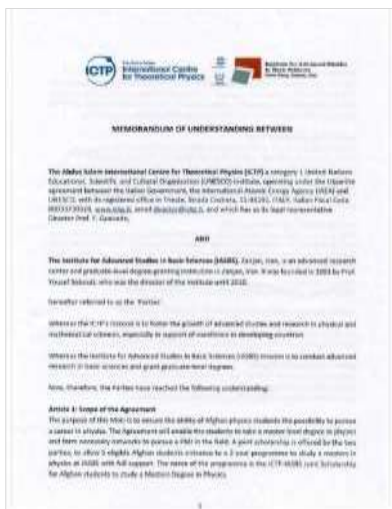 ICTP
The Abdus Salam
International Centre
for Theoretical Physics
Institute for Advanced Studies
in Basic Sciences
MEMORANDUM OF UNDERSTANDING BETWEEN
The Abdus Salam International Centre for Theoretical Physics (ICTP) a category 1 United Nations
Educational, Scientific, and Cultural Organization (UNESCO) institute, operating under the tripartite
agreement between the Italian Government, the International Atomic Energy Agency (IAEA) and
UNESCO, with its registered office in Trieste, Strada Costiera, 11, ITALY, Italian Fiscal Code
and which has as its legal representative
Director Prof.
AND
The Institute for Advanced Studies in Basic Sciences (IASBS), Zanjan, Iran, is an advanced research
center and graduate-level degree-granting institution in Zanjan, Iran. It was founded in by Prof.
Yousef Sobouti, who was the director of the institute until 2010.
hereafter referred to as the 'Parties'.
Whereas the ICTP's mission is to foster the growth of advanced studies and research in physical and
mathematical sciences, especially in support of excellence in developing countries
Whereas the Institute for Advanced Studies in Basic Sciences (IASBS) mission is to conduct advanced
research in basic sciences and grant graduate-level degrees.
Now, therefore, the Parties have reached the following understanding:
Article 1: Scope of the Agreement
The purpose of this MoU is to ensure the ability of Afghan physics students the possibility to pursue
a career in physics. The Agreement will enable the students to take a master level degree in physics
and form necessary networks to pursue a PhD in the field. A joint scholarship is offered by the two
parties, to allow 5 eligible Afghan students entrance to a 2-year programme to study a masters in
physics at IASBS with full support. The name of the programme is the ICTP-IASBS Joint Scholarship
for Afghan students to study a Masters Degree in Physics.